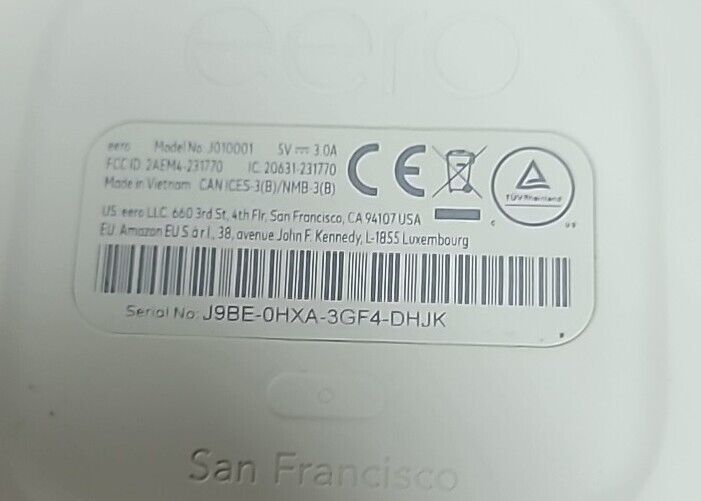 eero
eero Model No. J010001 5V ⎓ 3.0A
FCC ID: 2AEM4-231770 IC: 20631-231770
Made in Vietnam CAN ICES-3(B)/NMB-3(B)
CE
TÜVRheinland
C US
US. eero LLC. 660 3rd St, 4th Flr, San Francisco, CA 94107 USA
EU. Amazon EU S.à r.l., 38, avenue John F. Kennedy, L-1855 Luxembourg
Serial No: J9BE-0HXA-3GF4-DHJK
San Francisco